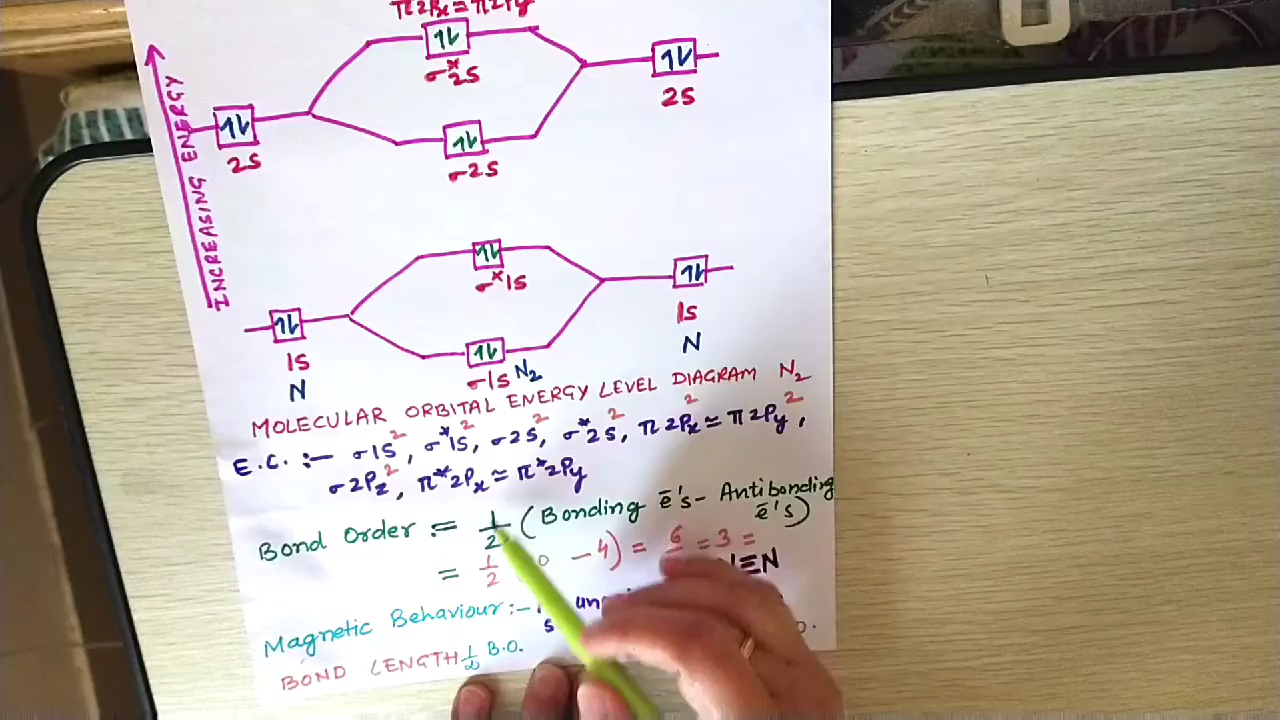 π2Px = π2Py
σ*2S
2S
2S
σ2S
INCREASING ENERGY
σ*1S
1S
N
1S
N
σ1S N2
MOLECULAR ORBITAL ENERGY LEVEL DIAGRAM N2
E.C. :- σ1S², σ*1S², σ2S², σ*2S², π2Px² ≃ π2Py²,
σ2Pz², π*2Px ≃ π*2Py
Bond Order := 1/2 (Bonding ē's - Antibonding ē's)
= 1/2 - 4) = 6 = 3 =
N≡N
Magnetic Behaviour :-
BOND LENGTH 1/∞ B.O.